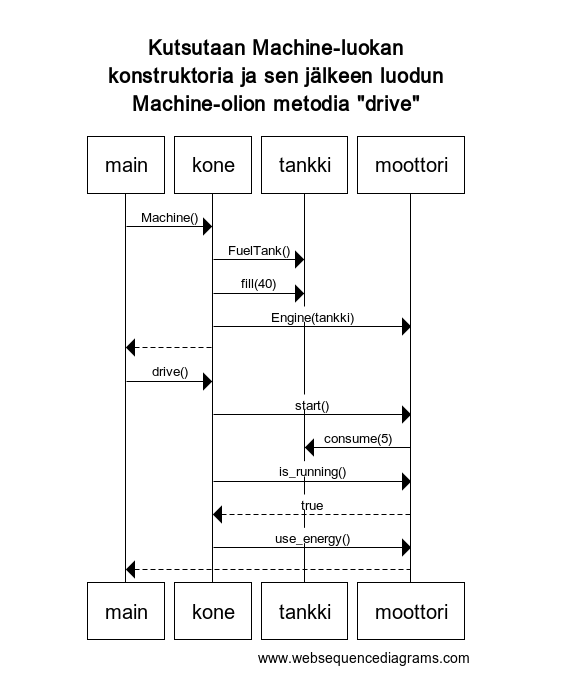 Kutsutaan Machine-luokan
konstruktoria ja sen jälkeen luodun
Machine-olion metodia "drive"
main kone tankki moottori
Machine()
FuelTank()
fill(40)
Engine(tankki)
drive()
start()
consume(5)
is_running()
true
use_energy()
main kone tankki moottori
www.websequencediagrams.com